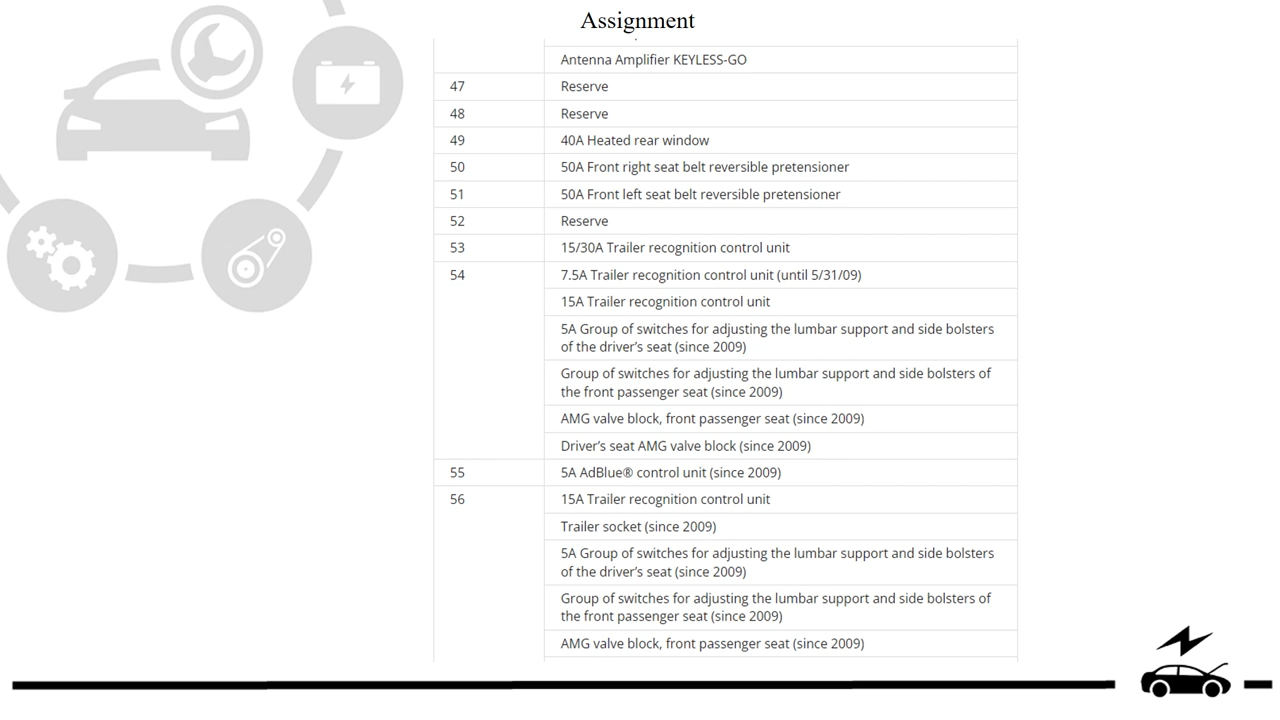 Assignment
Antenna Amplifier KEYLESS-GO
47 Reserve
48 Reserve
49 40A Heated rear window
50 50A Front right seat belt reversible pretensioner
51 50A Front left seat belt reversible pretensioner
52 Reserve
53 15/30A Trailer recognition control unit
54 7.5A Trailer recognition control unit (until 5/31/09)
15A Trailer recognition control unit
5A Group of switches for adjusting the lumbar support and side bolsters
of the driver’s seat (since 2009)
Group of switches for adjusting the lumbar support and side bolsters of
the front passenger seat (since 2009)
AMG valve block, front passenger seat (since 2009)
Driver’s seat AMG valve block (since 2009)
55 5A AdBlue® control unit (since 2009)
56 15A Trailer recognition control unit
Trailer socket (since 2009)
5A Group of switches for adjusting the lumbar support and side bolsters
of the driver’s seat (since 2009)
Group of switches for adjusting the lumbar support and side bolsters of
the front passenger seat (since 2009)
AMG valve block, front passenger seat (since 2009)